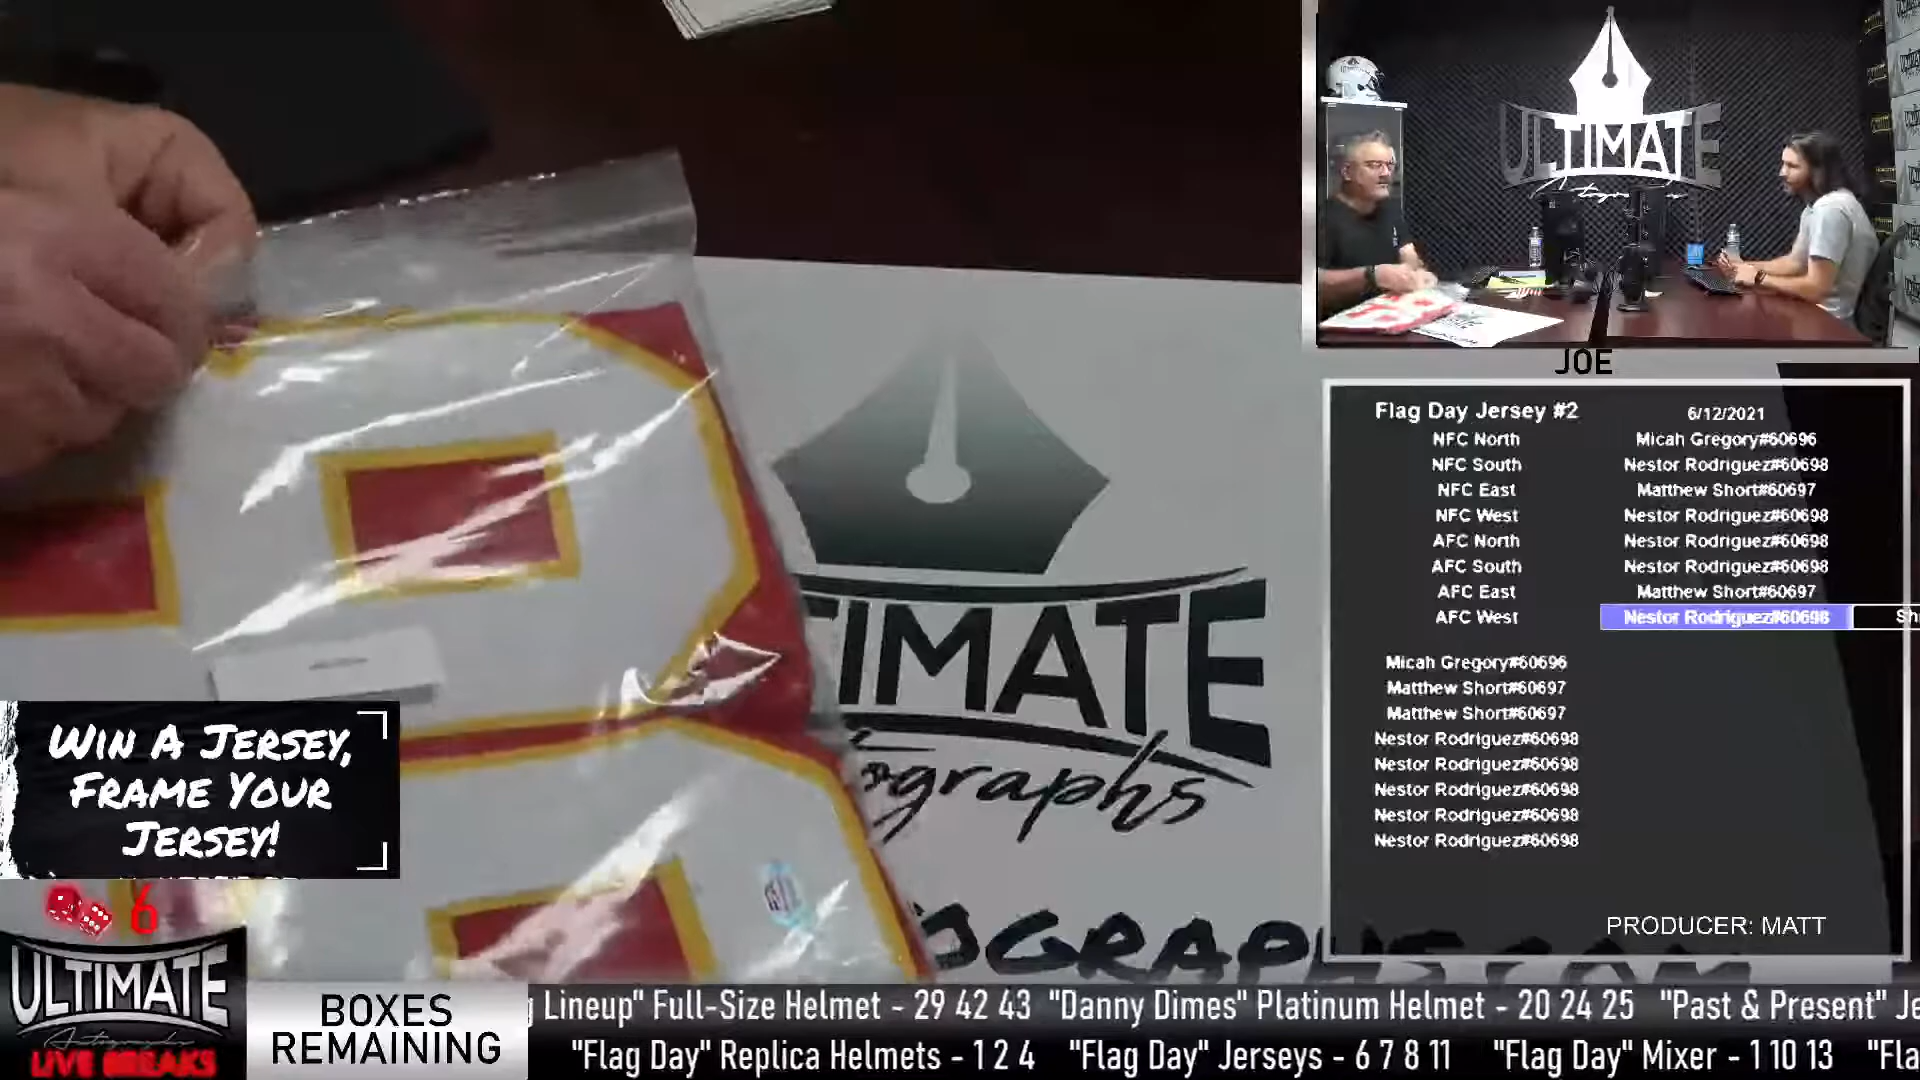 ULTIMATE
JOE
Flag Day Jersey #2
6/12/2021
NFC North
Micah Gregory#60696
NFC South
Nestor Rodriguez#60698
NFC East
Matthew Short#60697
NFC West
Nestor Rodriguez#60698
AFC North
Nestor Rodriguez#60698
AFC South
Nestor Rodriguez#60698
AFC East
Matthew Short#60697
AFC West
Nestor Rodriguez#60698
Sh
Micah Gregory#60696
Matthew Short#60697
Matthew Short#60697
Nestor Rodriguez#60698
Nestor Rodriguez#60698
Nestor Rodriguez#60698
Nestor Rodriguez#60698
Nestor Rodriguez#60698
PRODUCER: MATT
TIMATE
ographs
OGRAPHS.COM
WIN A JERSEY,
FRAME YOUR
JERSEY!
6
ULTIMATE
Autographs
LIVE BREAKS
BOXES
REMAINING
g Lineup" Full-Size Helmet - 29 42 43 "Danny Dimes" Platinum Helmet - 20 24 25 "Past & Present" Je
"Flag Day" Replica Helmets - 1 2 4 "Flag Day" Jerseys - 6 7 8 11 "Flag Day" Mixer - 1 10 13 "Fla